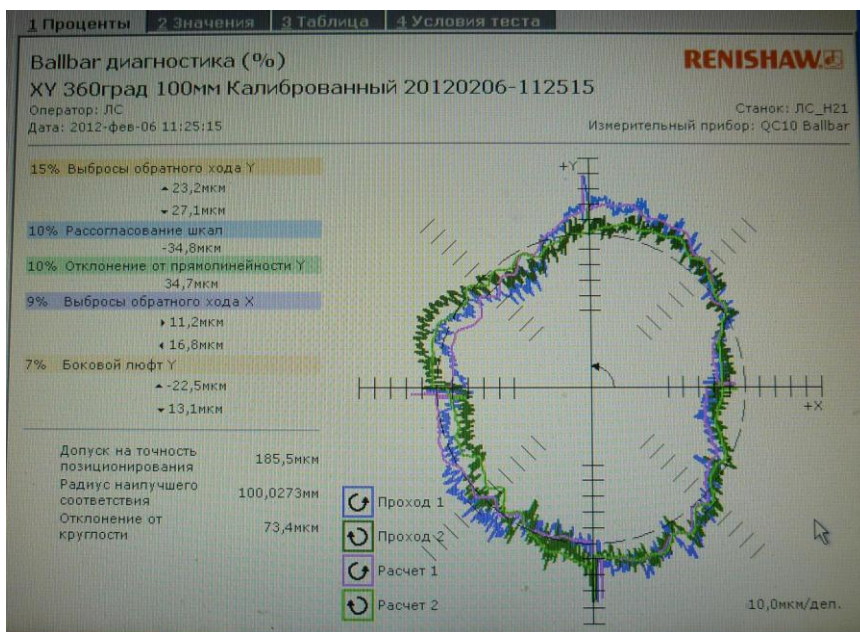 1 Проценты 2 Значения 3 Таблица 4 Условия теста
Ballbar диагностика (%)
RENISHAW
XY 360град 100мм Калиброванный 20120206-112515
Оператор: ЛС
Станок: ЛС_Н21
Дата: 2012-фев-06 11:25:15
Измерительный прибор: QC10 Ballbar
15% Выбросы обратного хода Y
23,2мкм
27,1мкм
10% Рассогласование шкал
-34,8мкм
10% Отклонение от прямолинейности Y
34,7мкм
9% Выбросы обратного хода X
11,2мкм
16,8мкм
7% Боковой люфт Y
-22,5мкм
13,1мкм
Допуск на точность
позиционирования
185,5мкм
Радиус наилучшего
соответствия
100,0273мм
Отклонение от
круглости
73,4мкм
+Y
+X
Проход 1
Проход 2
Расчет 1
Расчет 2
10,0мкм/дел.